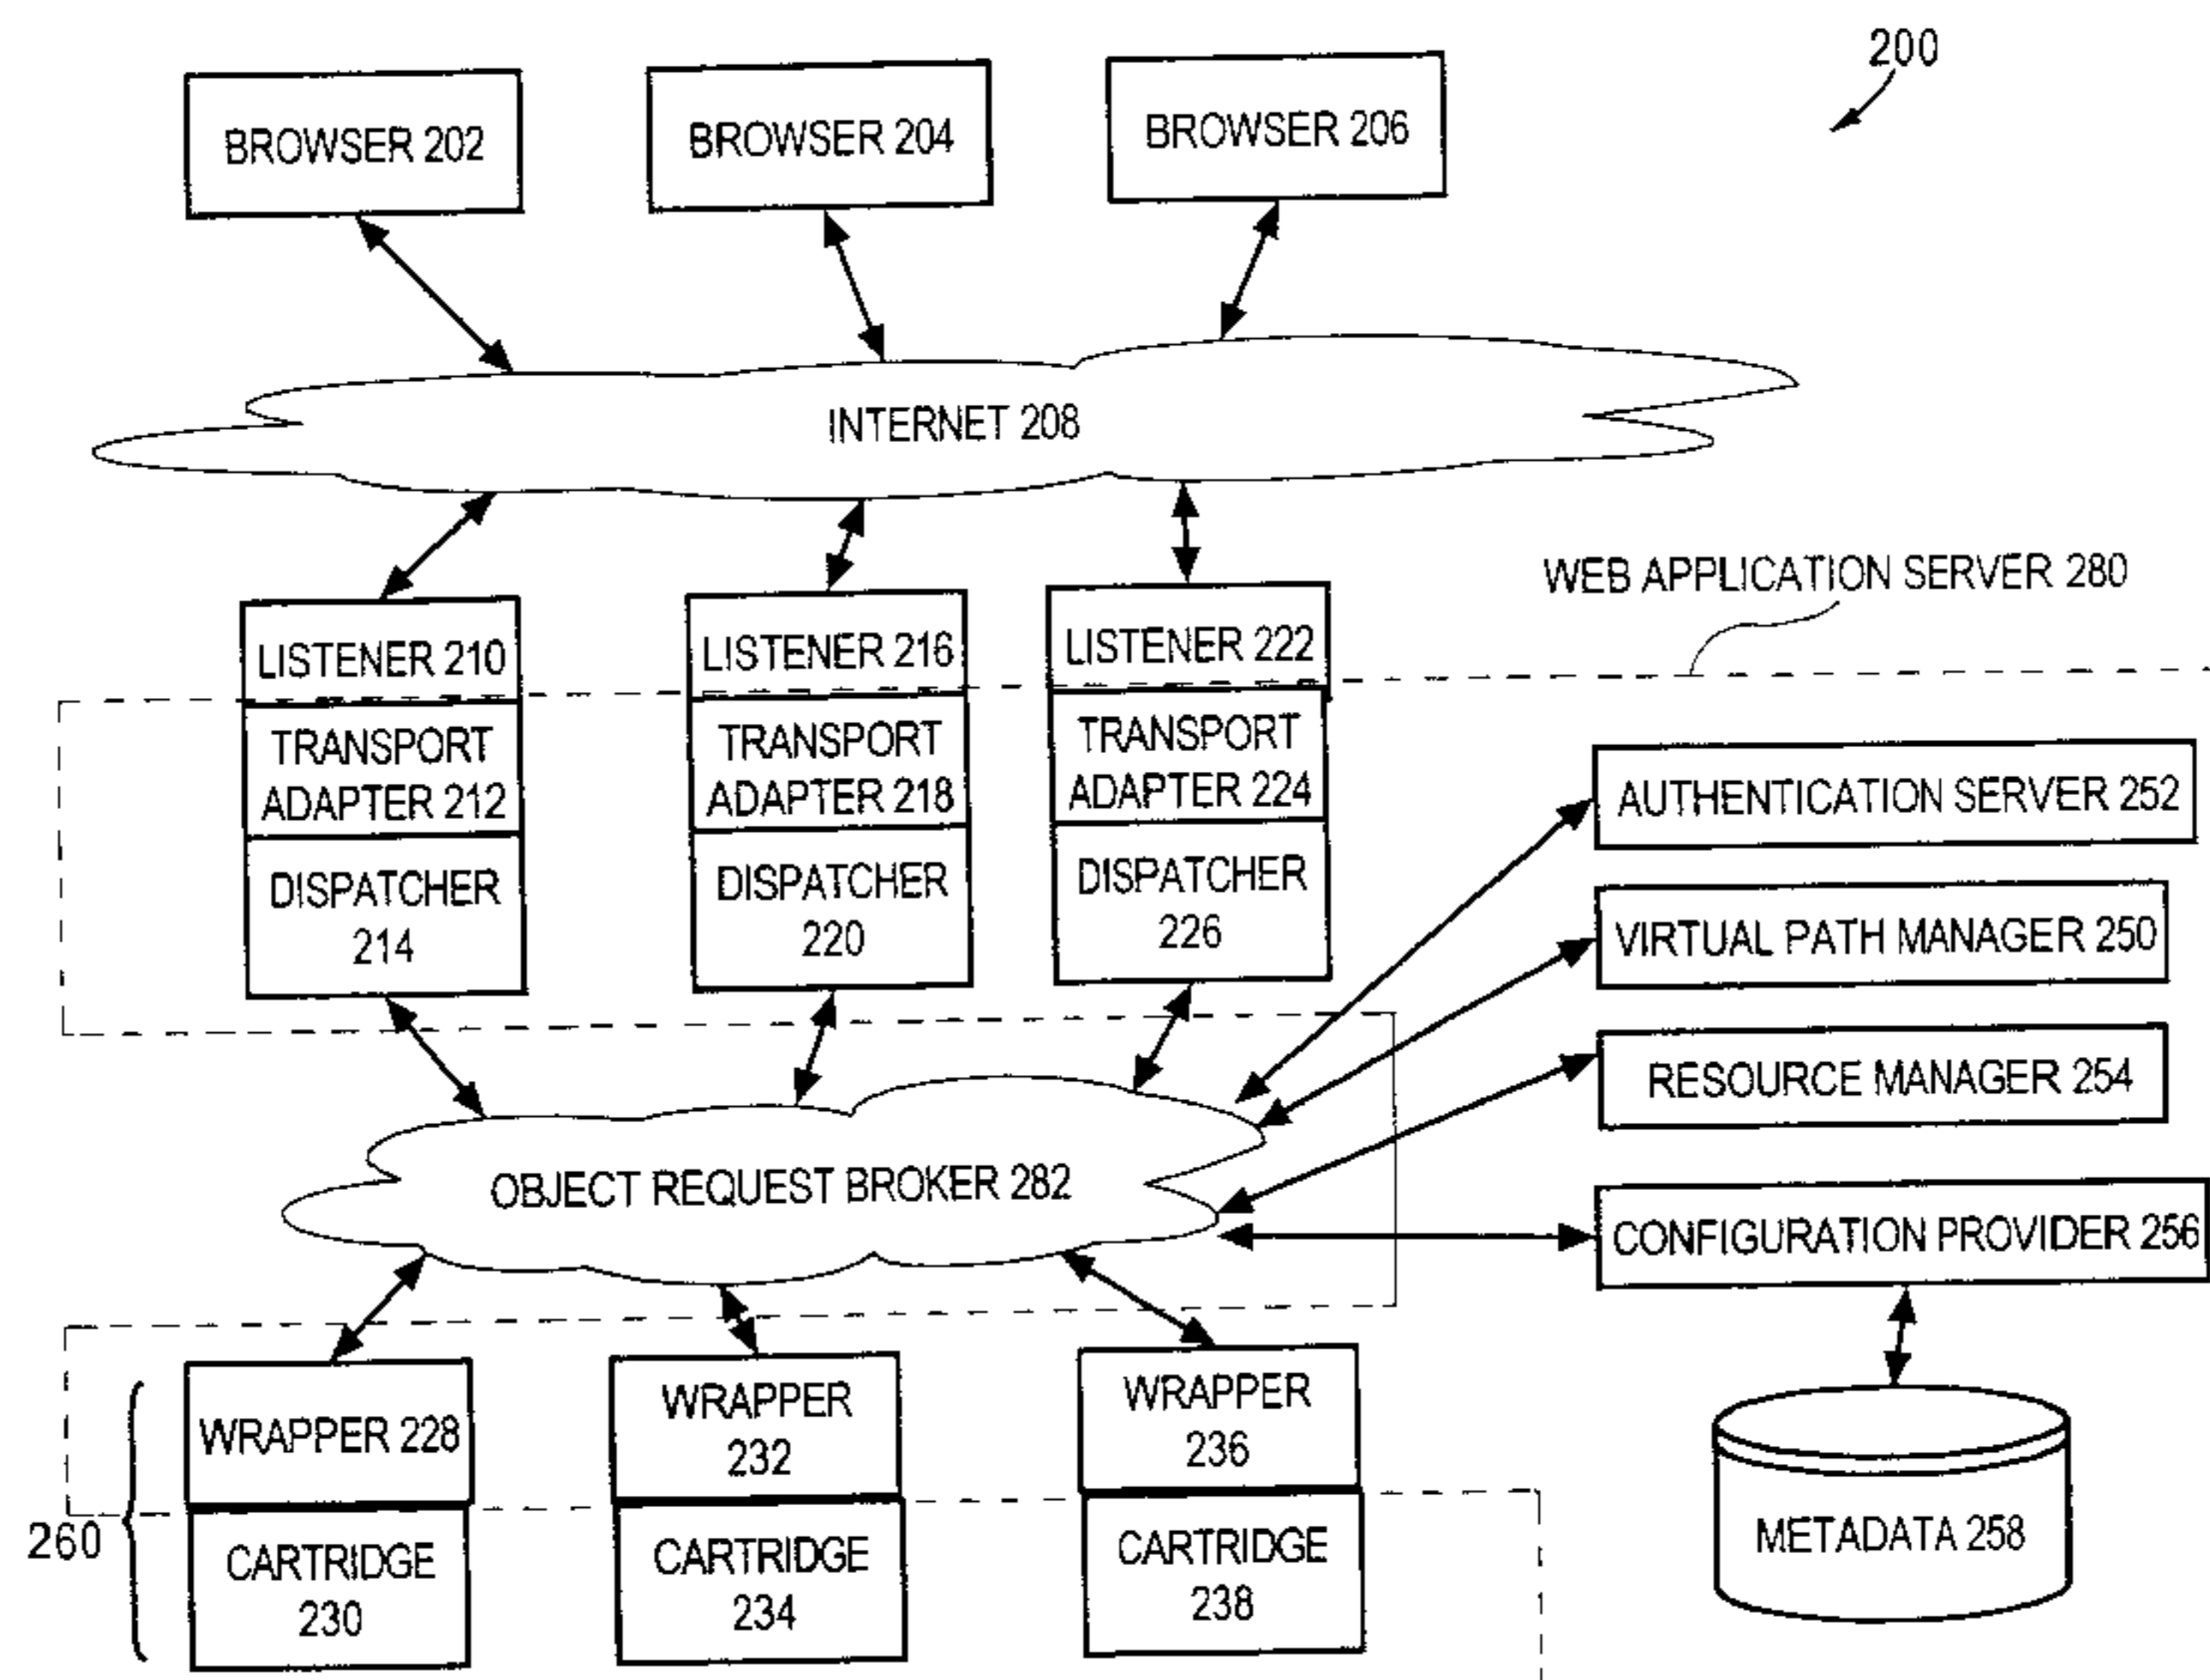 200
BROWSER 202
BROWSER 204
BROWSER 206
INTERNET 208
WEB APPLICATION SERVER 280
LISTENER 210
LISTENER 216
LISTENER 222
TRANSPORT
ADAPTER 212
TRANSPORT
ADAPTER 218
TRANSPORT
ADAPTER 224
DISPATCHER
214
DISPATCHER
220
DISPATCHER
226
AUTHENTICATION SERVER 252
VIRTUAL PATH MANAGER 250
RESOURCE MANAGER 254
CONFIGURATION PROVIDER 256
OBJECT REQUEST BROKER 282
WRAPPER 228
WRAPPER
232
WRAPPER
236
260
CARTRIDGE
230
CARTRIDGE
234
CARTRIDGE
238
METADATA 258